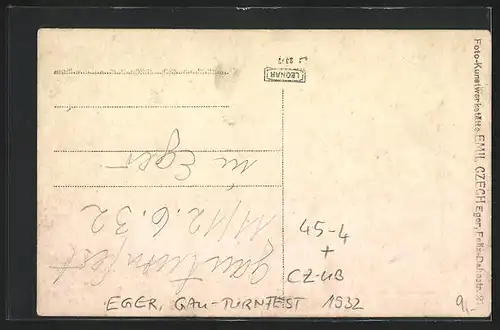 LEONAR
Gauturnfest
11/12.6.32
in Eger
45-4
+
CZ-UB
EGER, GAU-TURNFEST 1932
9,-
Foto-Kunstwerkstätte EMIL CZECH Eger, Felix-Dahnstr.